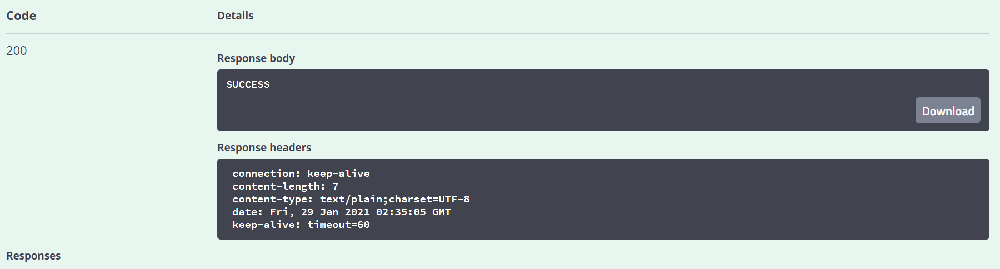 Code Details
200
Response body
SUCCESS
Download
Response headers
connection: keep-alive
content-length: 7
content-type: text/plain;charset=UTF-8
date: Fri, 29 Jan 2021 02:35:05 GMT
keep-alive: timeout=60
Responses